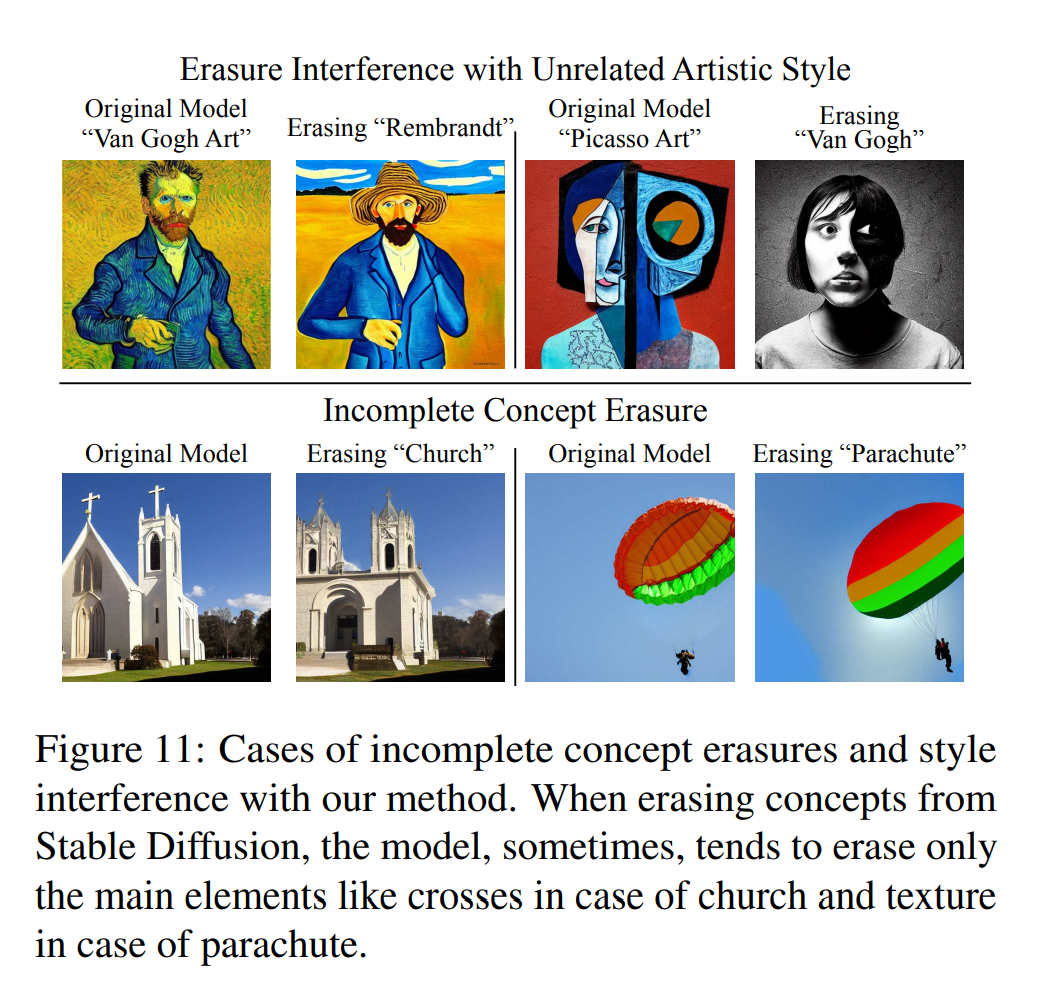 Erasure Interference with Unrelated Artistic Style
Original Model
“Van Gogh Art”
Erasing “Rembrandt”
Original Model
“Picasso Art”
Erasing
“Van Gogh”
Incomplete Concept Erasure
Original Model
Erasing “Church”
Original Model
Erasing “Parachute”
Figure 11: Cases of incomplete concept erasures and style
interference with our method. When erasing concepts from
Stable Diffusion, the model, sometimes, tends to erase only
the main elements like crosses in case of church and texture
in case of parachute.